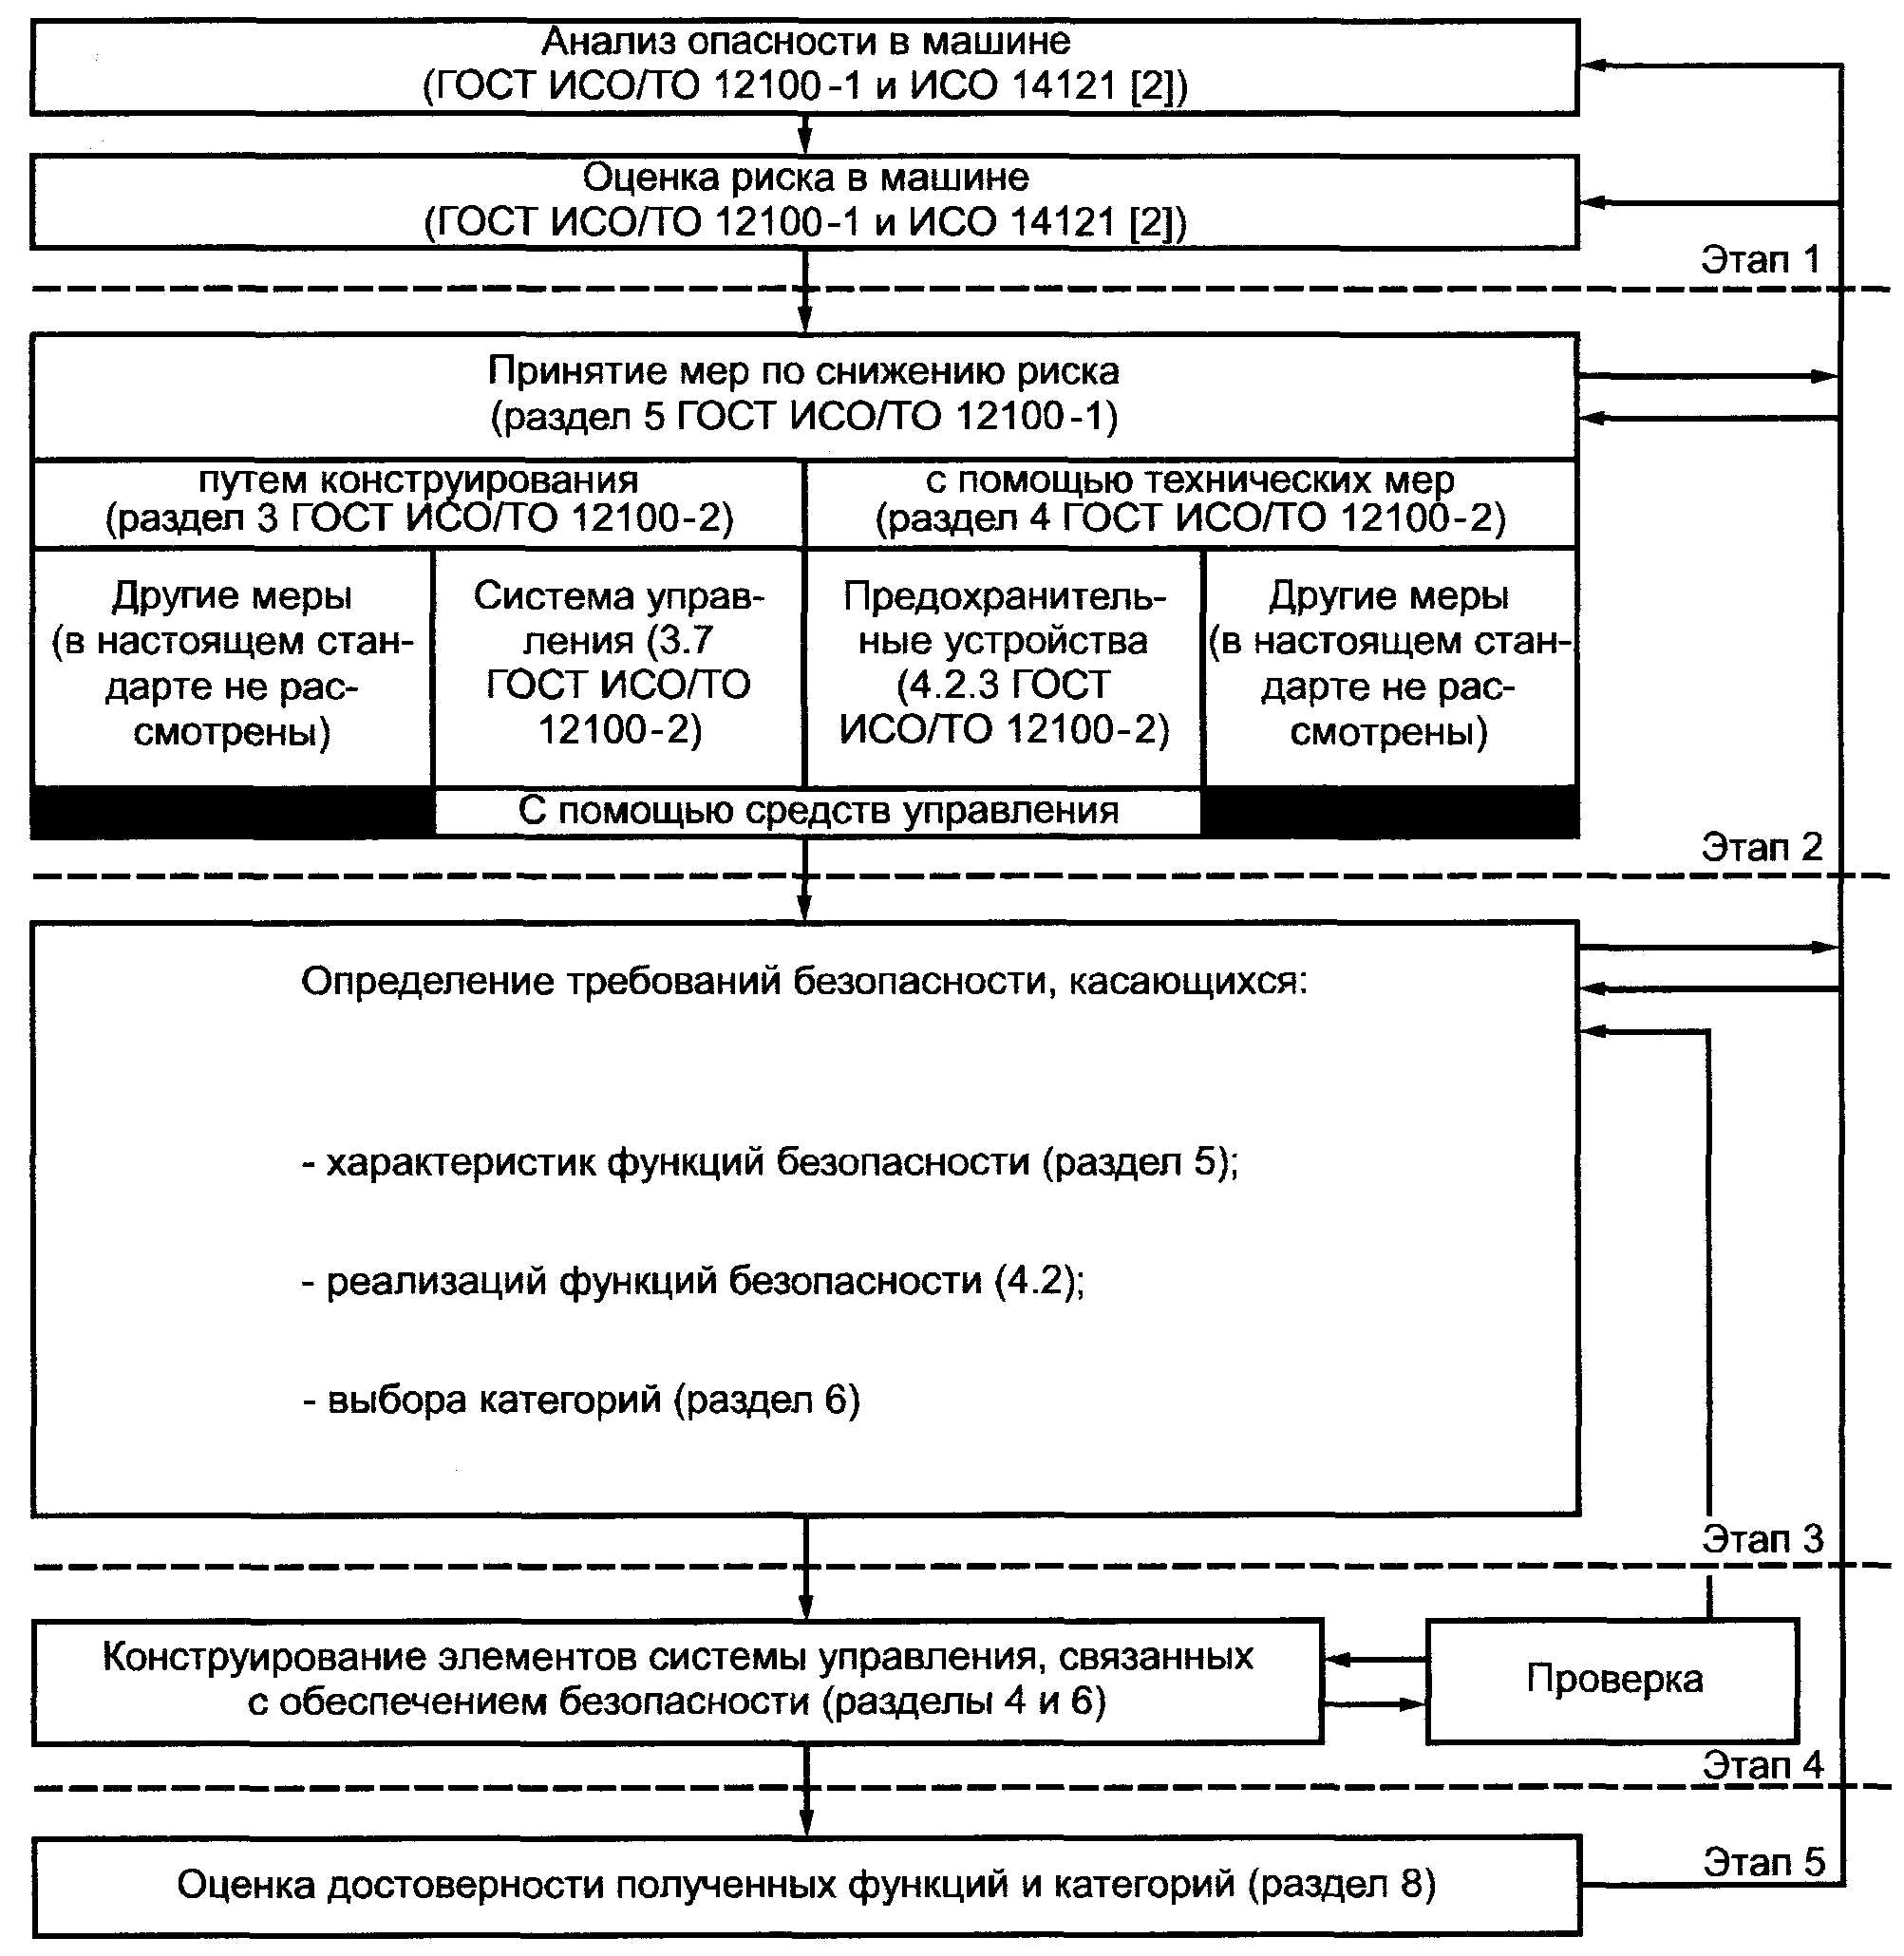 Анализ опасности в машине
(ГОСТ ИСО/ТО 12100-1 и ИСО 14121 [2])
Оценка риска в машине
(ГОСТ ИСО/ТО 12100-1 и ИСО 14121 [2])
Этап 1
Принятие мер по снижению риска
(раздел 5 ГОСТ ИСО/ТО 12100-1)
путем конструирования
(раздел 3 ГОСТ ИСО/ТО 12100-2)
с помощью технических мер
(раздел 4 ГОСТ ИСО/ТО 12100-2)
Другие меры
(в настоящем стан-
дарте не рас-
смотрены)
Система управ-
ления (3.7
ГОСТ ИСО/ТО
12100-2)
Предохранитель-
ные устройства
(4.2.3 ГОСТ
ИСО/ТО 12100-2)
Другие меры
(в настоящем стан-
дарте не рас-
смотрены)
С помощью средств управления
Этап 2
Определение требований безопасности, касающихся:
- характеристик функций безопасности (раздел 5);
- реализаций функций безопасности (4.2);
- выбора категорий (раздел 6)
Этап 3
Конструирование элементов системы управления, связанных
с обеспечением безопасности (разделы 4 и 6)
Проверка
Этап 4
Оценка достоверности полученных функций и категорий (раздел 8)
Этап 5